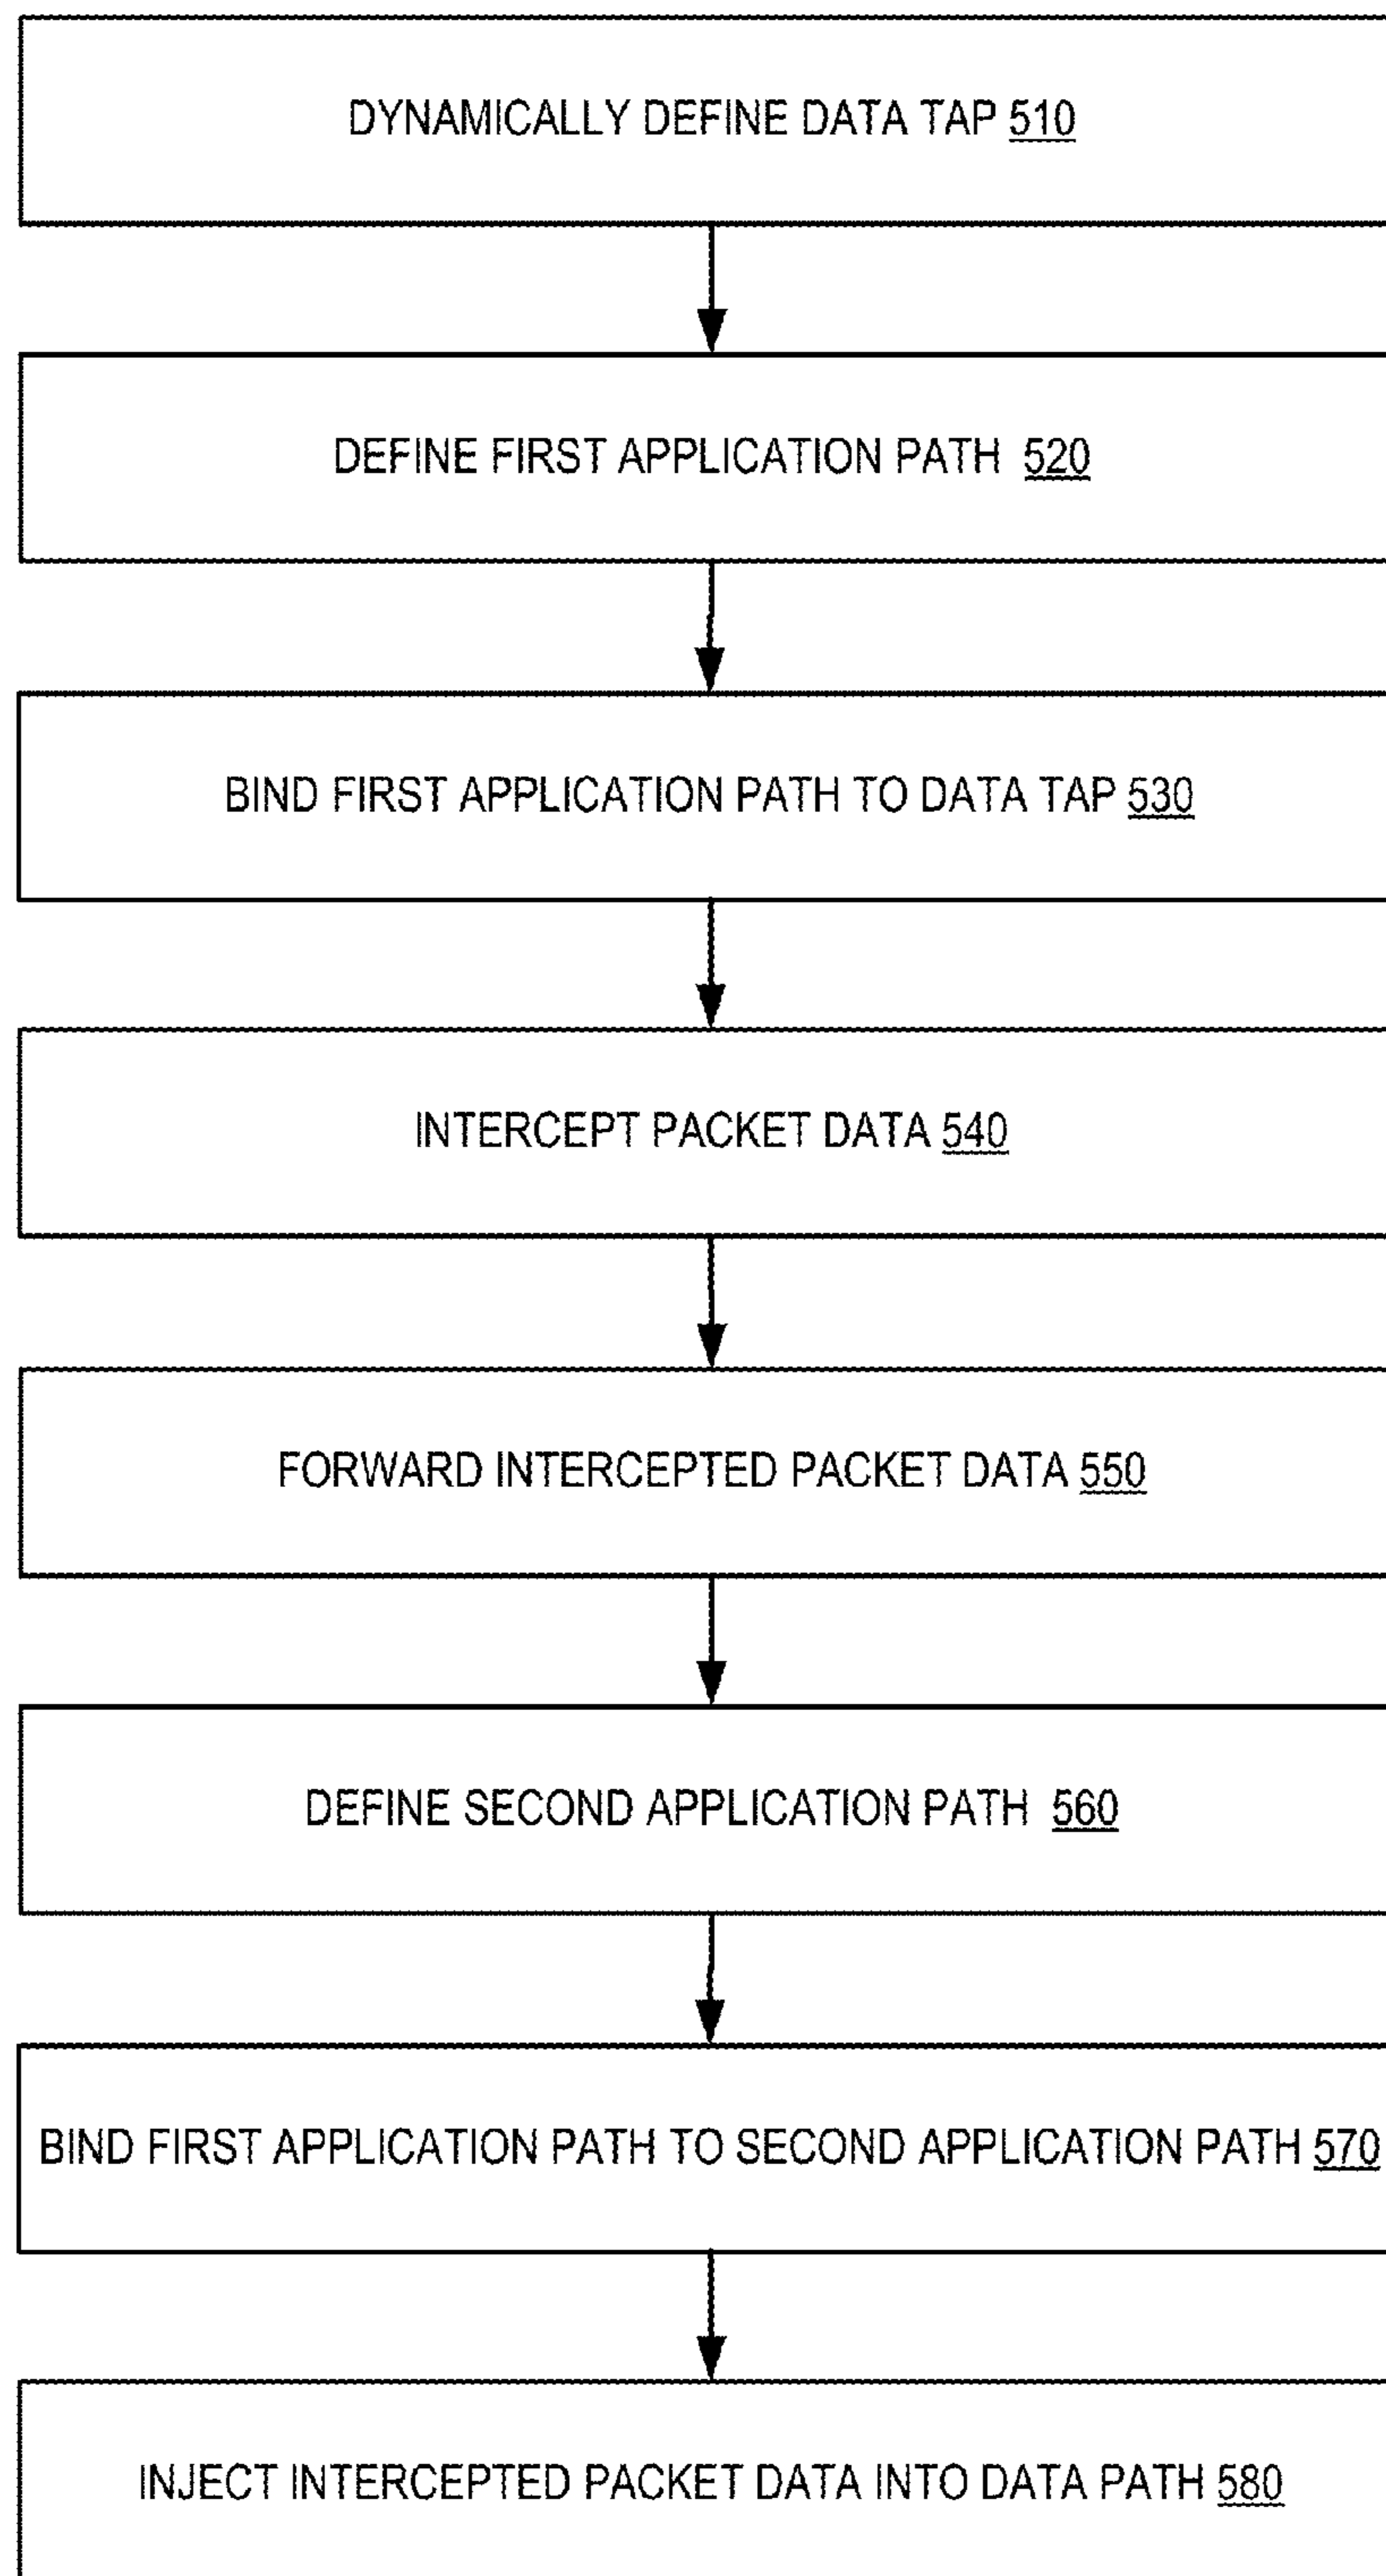 DYNAMICALLY DEFINE DATA TAP 510
DEFINE FIRST APPLICATION PATH 520
BIND FIRST APPLICATION PATH TO DATA TAP 530
INTERCEPT PACKET DATA 540
FORWARD INTERCEPTED PACKET DATA 550
DEFINE SECOND APPLICATION PATH 560
BIND FIRST APPLICATION PATH TO SECOND APPLICATION PATH 570
INJECT INTERCEPTED PACKET DATA INTO DATA PATH 580